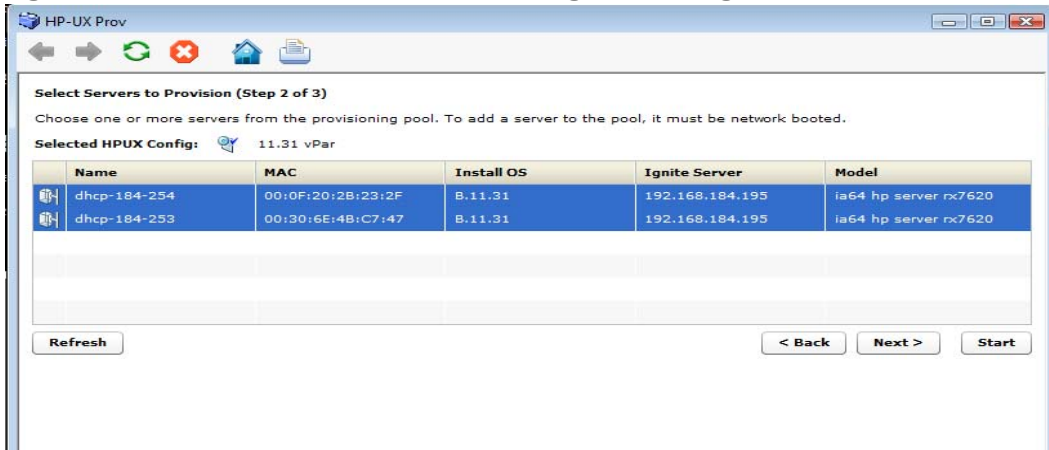 HP-UX Prov
Select Servers to Provision (Step 2 of 3)
Choose one or more servers from the provisioning pool. To add a server to the pool, it must be network booted.
Selected HPUX Config: 11.31 vPar
Name MAC Install OS Ignite Server Model
dhcp-184-254 00:0F:20:2B:23:2F B.11.31 192.168.184.195 ia64 hp server rx7620
dhcp-184-253 00:30:6E:4B:C7:47 B.11.31 192.168.184.195 ia64 hp server rx7620
Refresh < Back Next > Start